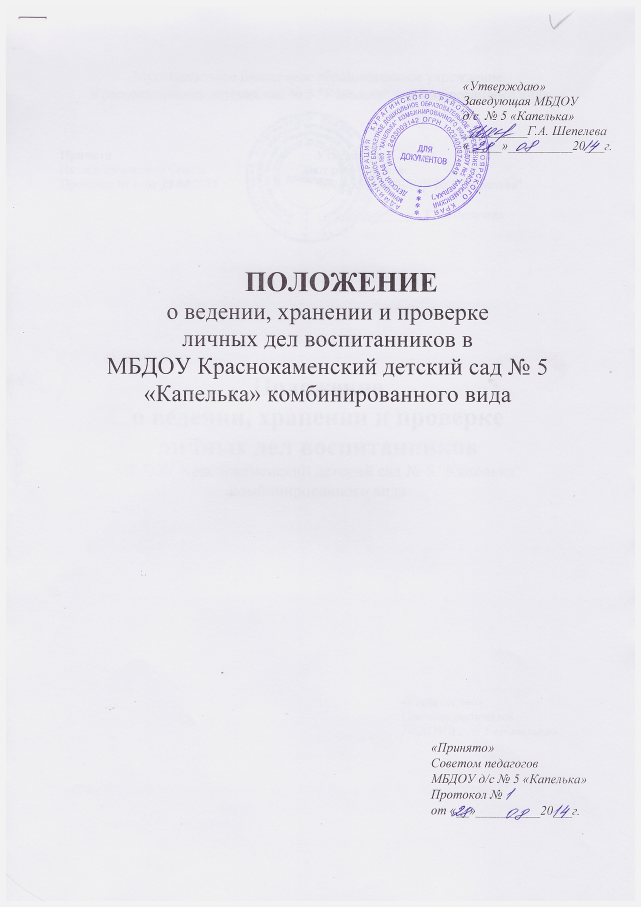 «Утверждаю»
Заведующая МБДОУ
д/с № 5 «Капелька»
Г.А. Шепелева
«28» 08 2014 г.
ДЛЯ
ДОКУМЕНТОВ
ПОЛОЖЕНИЕ
о ведении, хранении и проверке
личных дел воспитанников в
МБДОУ Краснокаменский детский сад № 5
«Капелька» комбинированного вида
«Принято»
Советом педагогов
МБДОУ д/с № 5 «Капелька»
Протокол № 1
от «28» 08 2014 г.